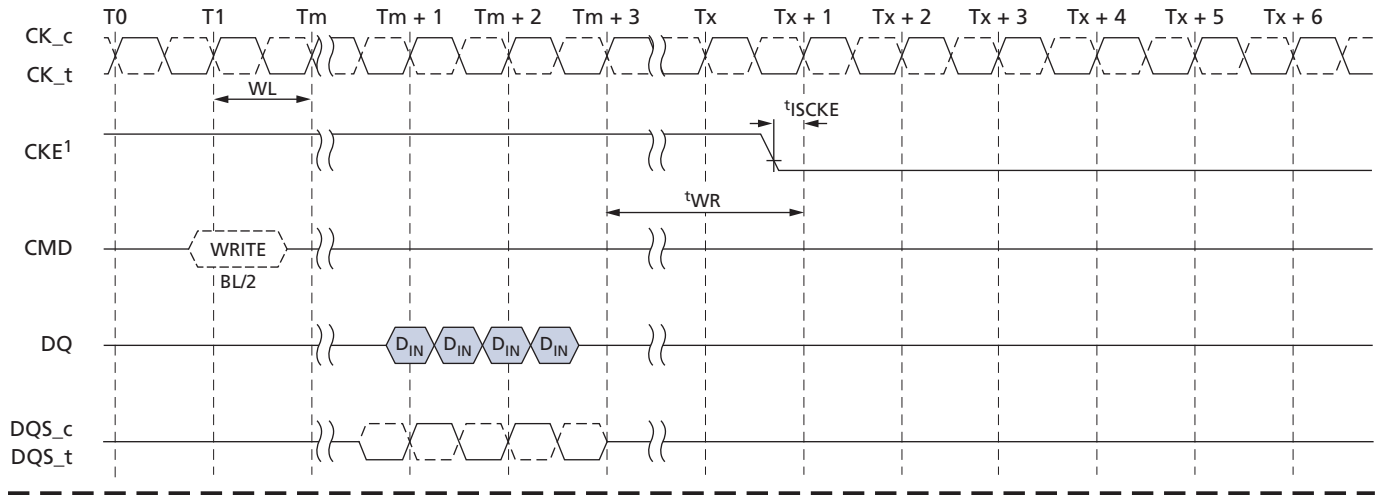 T0 T1 Tm Tm + 1 Tm + 2 Tm + 3 Tx Tx + 1 Tx + 2 Tx + 3 Tx + 4 Tx + 5 Tx + 6
CK_c
CK_t
WL
tISCKE
CKE1
tWR
CMD WRITE
BL/2
DQ DIN DIN DIN DIN
DQS_c
DQS_t